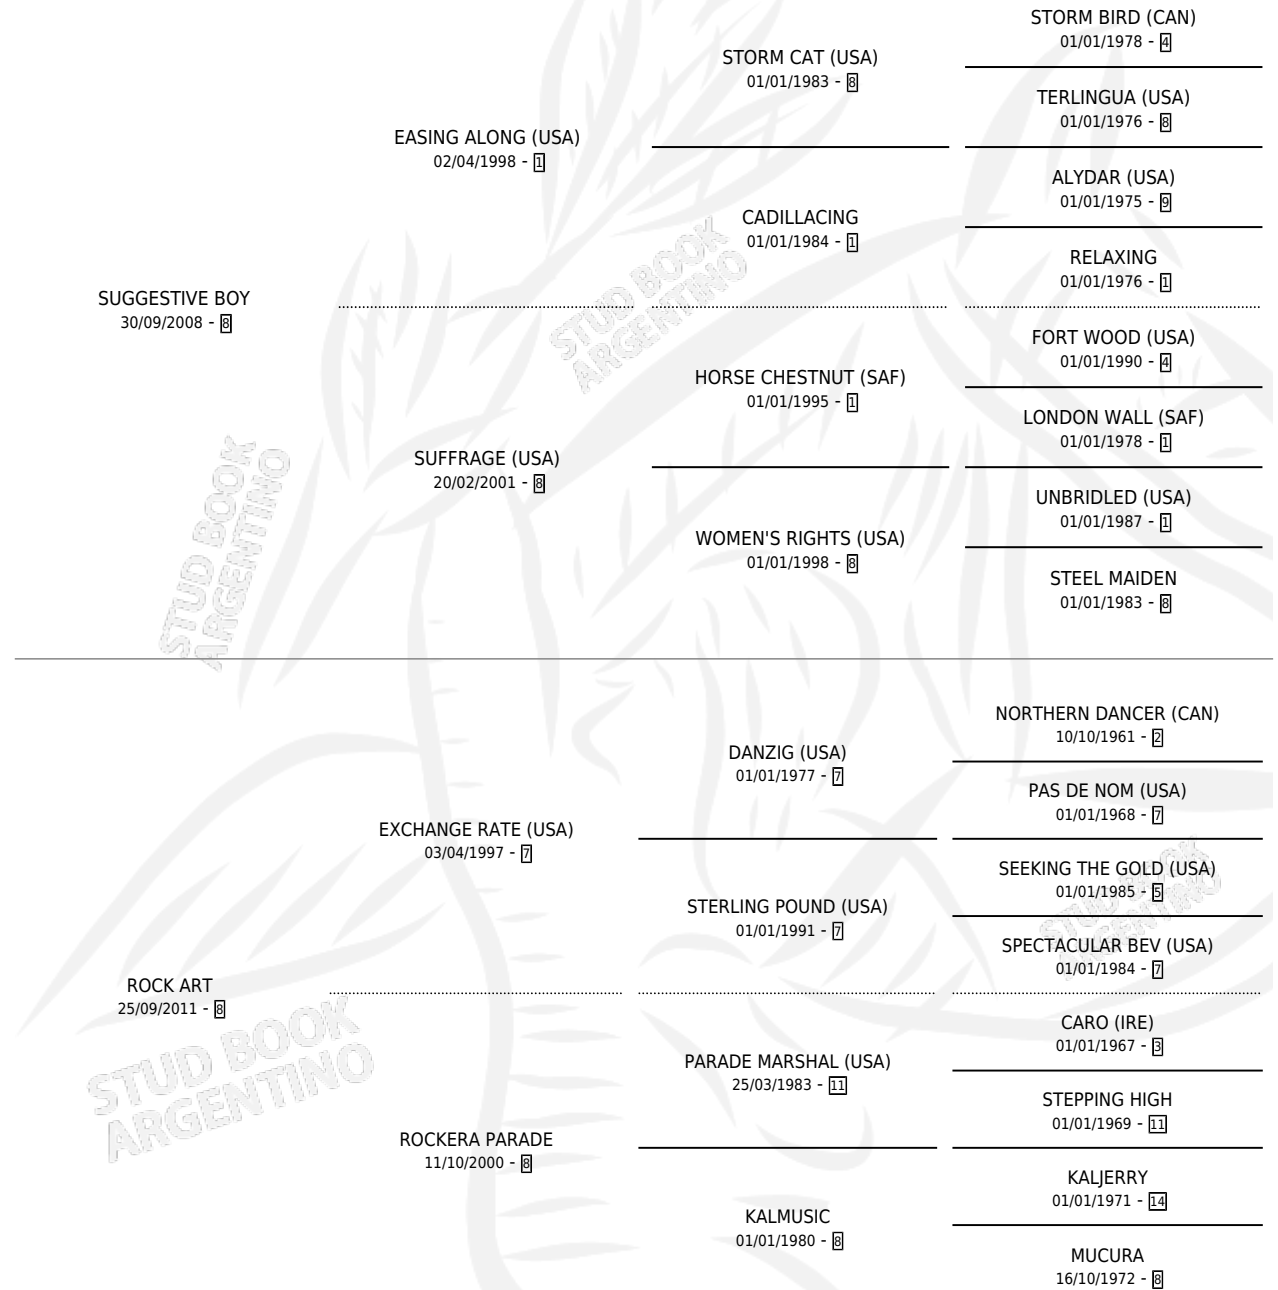 STORM BIRD (CAN)
01/01/1978 - 4
STORM CAT (USA)
01/01/1983 - 8
TERLINGUA (USA)
01/01/1976 - 8
EASING ALONG (USA)
02/04/1998 - 1
ALYDAR (USA)
01/01/1975 - 9
CADILLACING
01/01/1984 - 1
RELAXING
01/01/1976 - 1
SUGGESTIVE BOY
30/09/2008 - 8
FORT WOOD (USA)
01/01/1990 - 4
HORSE CHESTNUT (SAF)
01/01/1995 - 1
LONDON WALL (SAF)
01/01/1978 - 1
SUFFRAGE (USA)
20/02/2001 - 8
UNBRIDLED (USA)
01/01/1987 - 1
WOMEN'S RIGHTS (USA)
01/01/1998 - 8
STEEL MAIDEN
01/01/1983 - 8
STUD BOOK
ARGENTINO
STUD BOOK
ARGENTINO
NORTHERN DANCER (CAN)
10/10/1961 - 2
DANZIG (USA)
01/01/1977 - 7
PAS DE NOM (USA)
01/01/1968 - 7
EXCHANGE RATE (USA)
03/04/1997 - 7
SEEKING THE GOLD (USA)
01/01/1985 - 5
STERLING POUND (USA)
01/01/1991 - 7
SPECTACULAR BEV (USA)
01/01/1984 - 7
STUD BOOK
ARGENTINO
ROCK ART
25/09/2011 - 8
CARO (IRE)
01/01/1967 - 3
PARADE MARSHAL (USA)
25/03/1983 - 11
STEPPING HIGH
01/01/1969 - 11
ROCKERA PARADE
11/10/2000 - 8
KALJERRY
01/01/1971 - 14
KALMUSIC
01/01/1980 - 8
MUCURA
16/10/1972 - 8
STUD BOOK
ARGENTINO